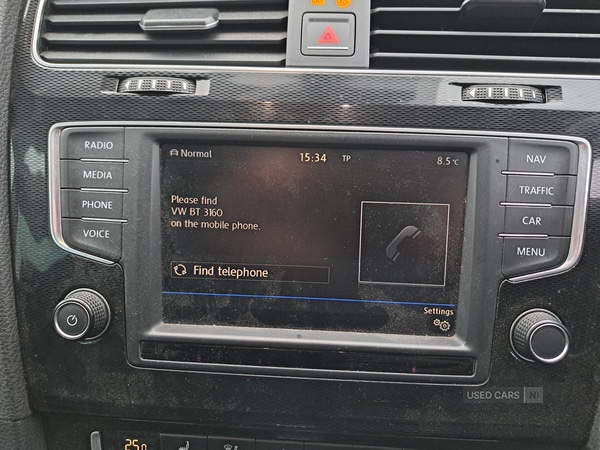 RADIO
MEDIA
PHONE
VOICE
Normal
15:34
TP
8.5°C
Please find
VW BT 3160
on the mobile phone.
Find telephone
Settings
NAV
TRAFFIC
CAR
MENU
USED CARS NI